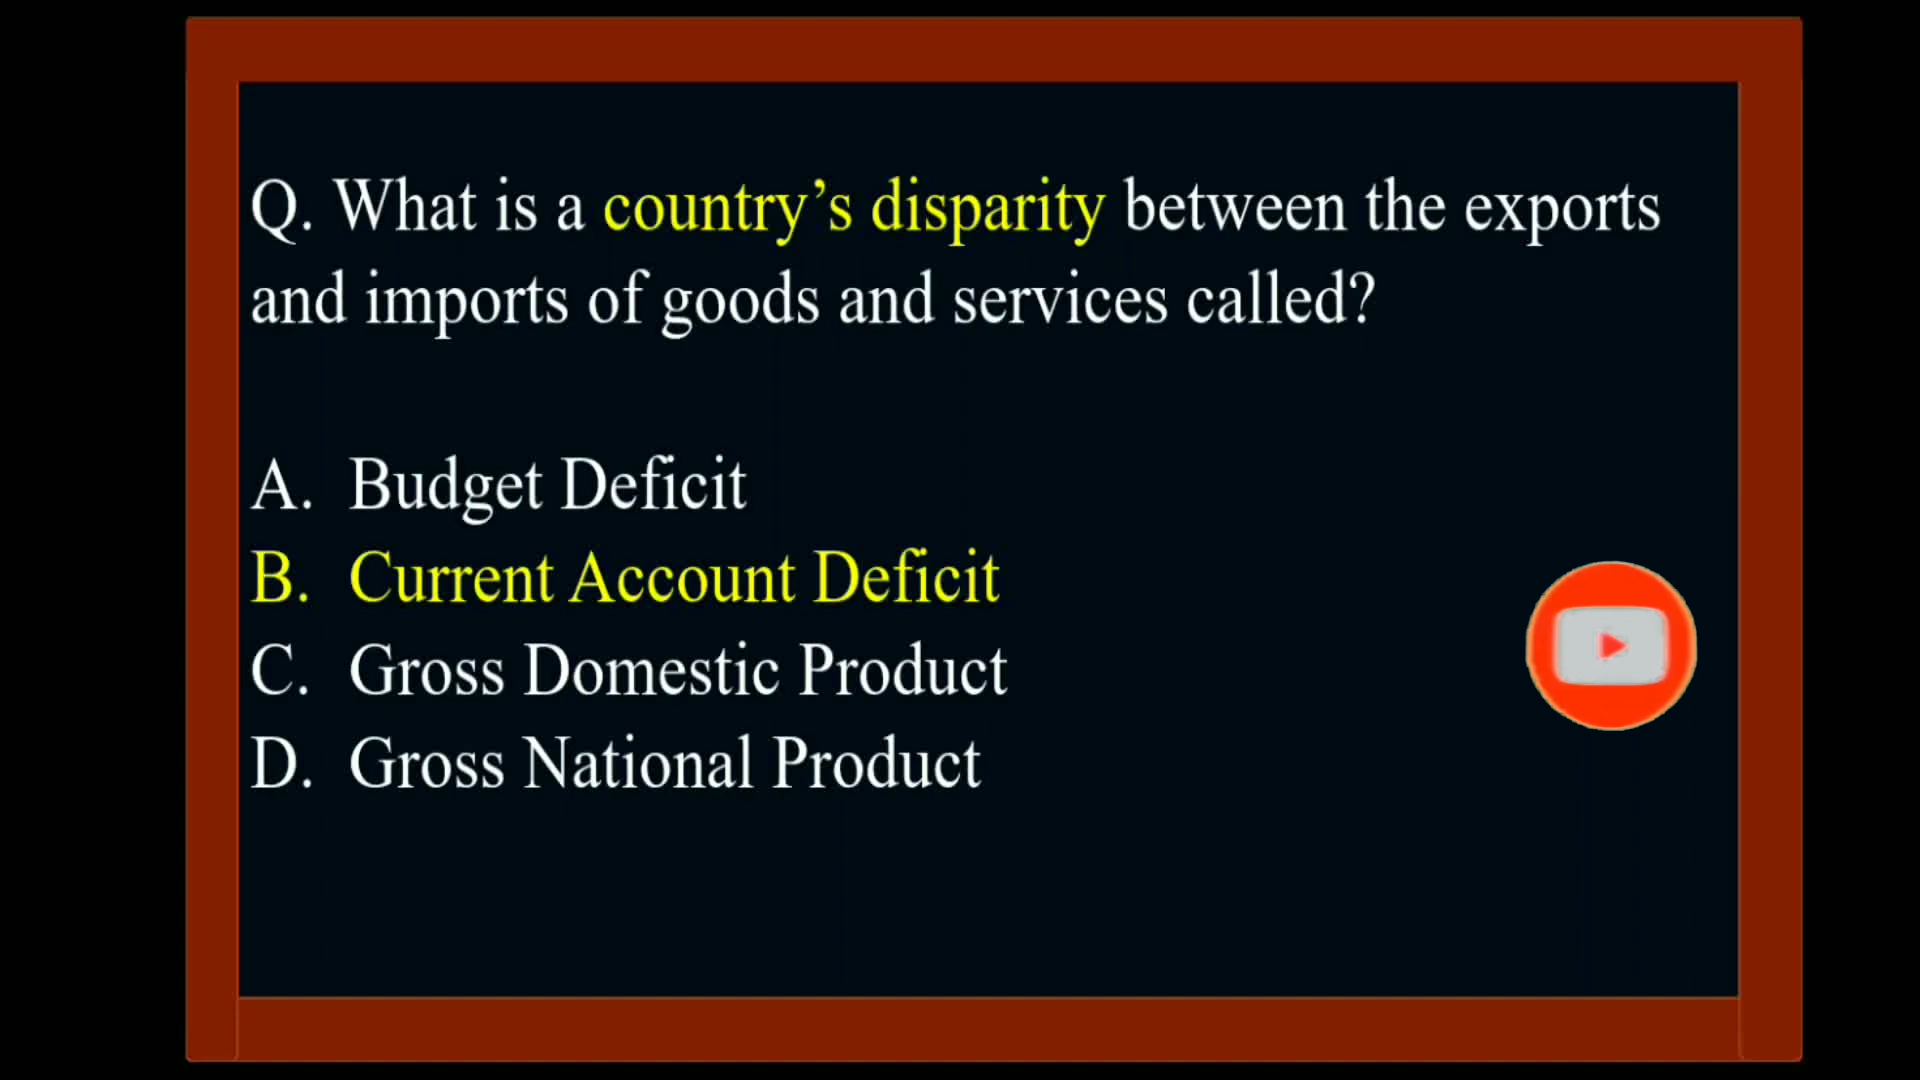 Q. What is a country’s disparity between the exports
and imports of goods and services called?
A. Budget Deficit
B. Current Account Deficit
C. Gross Domestic Product
D. Gross National Product